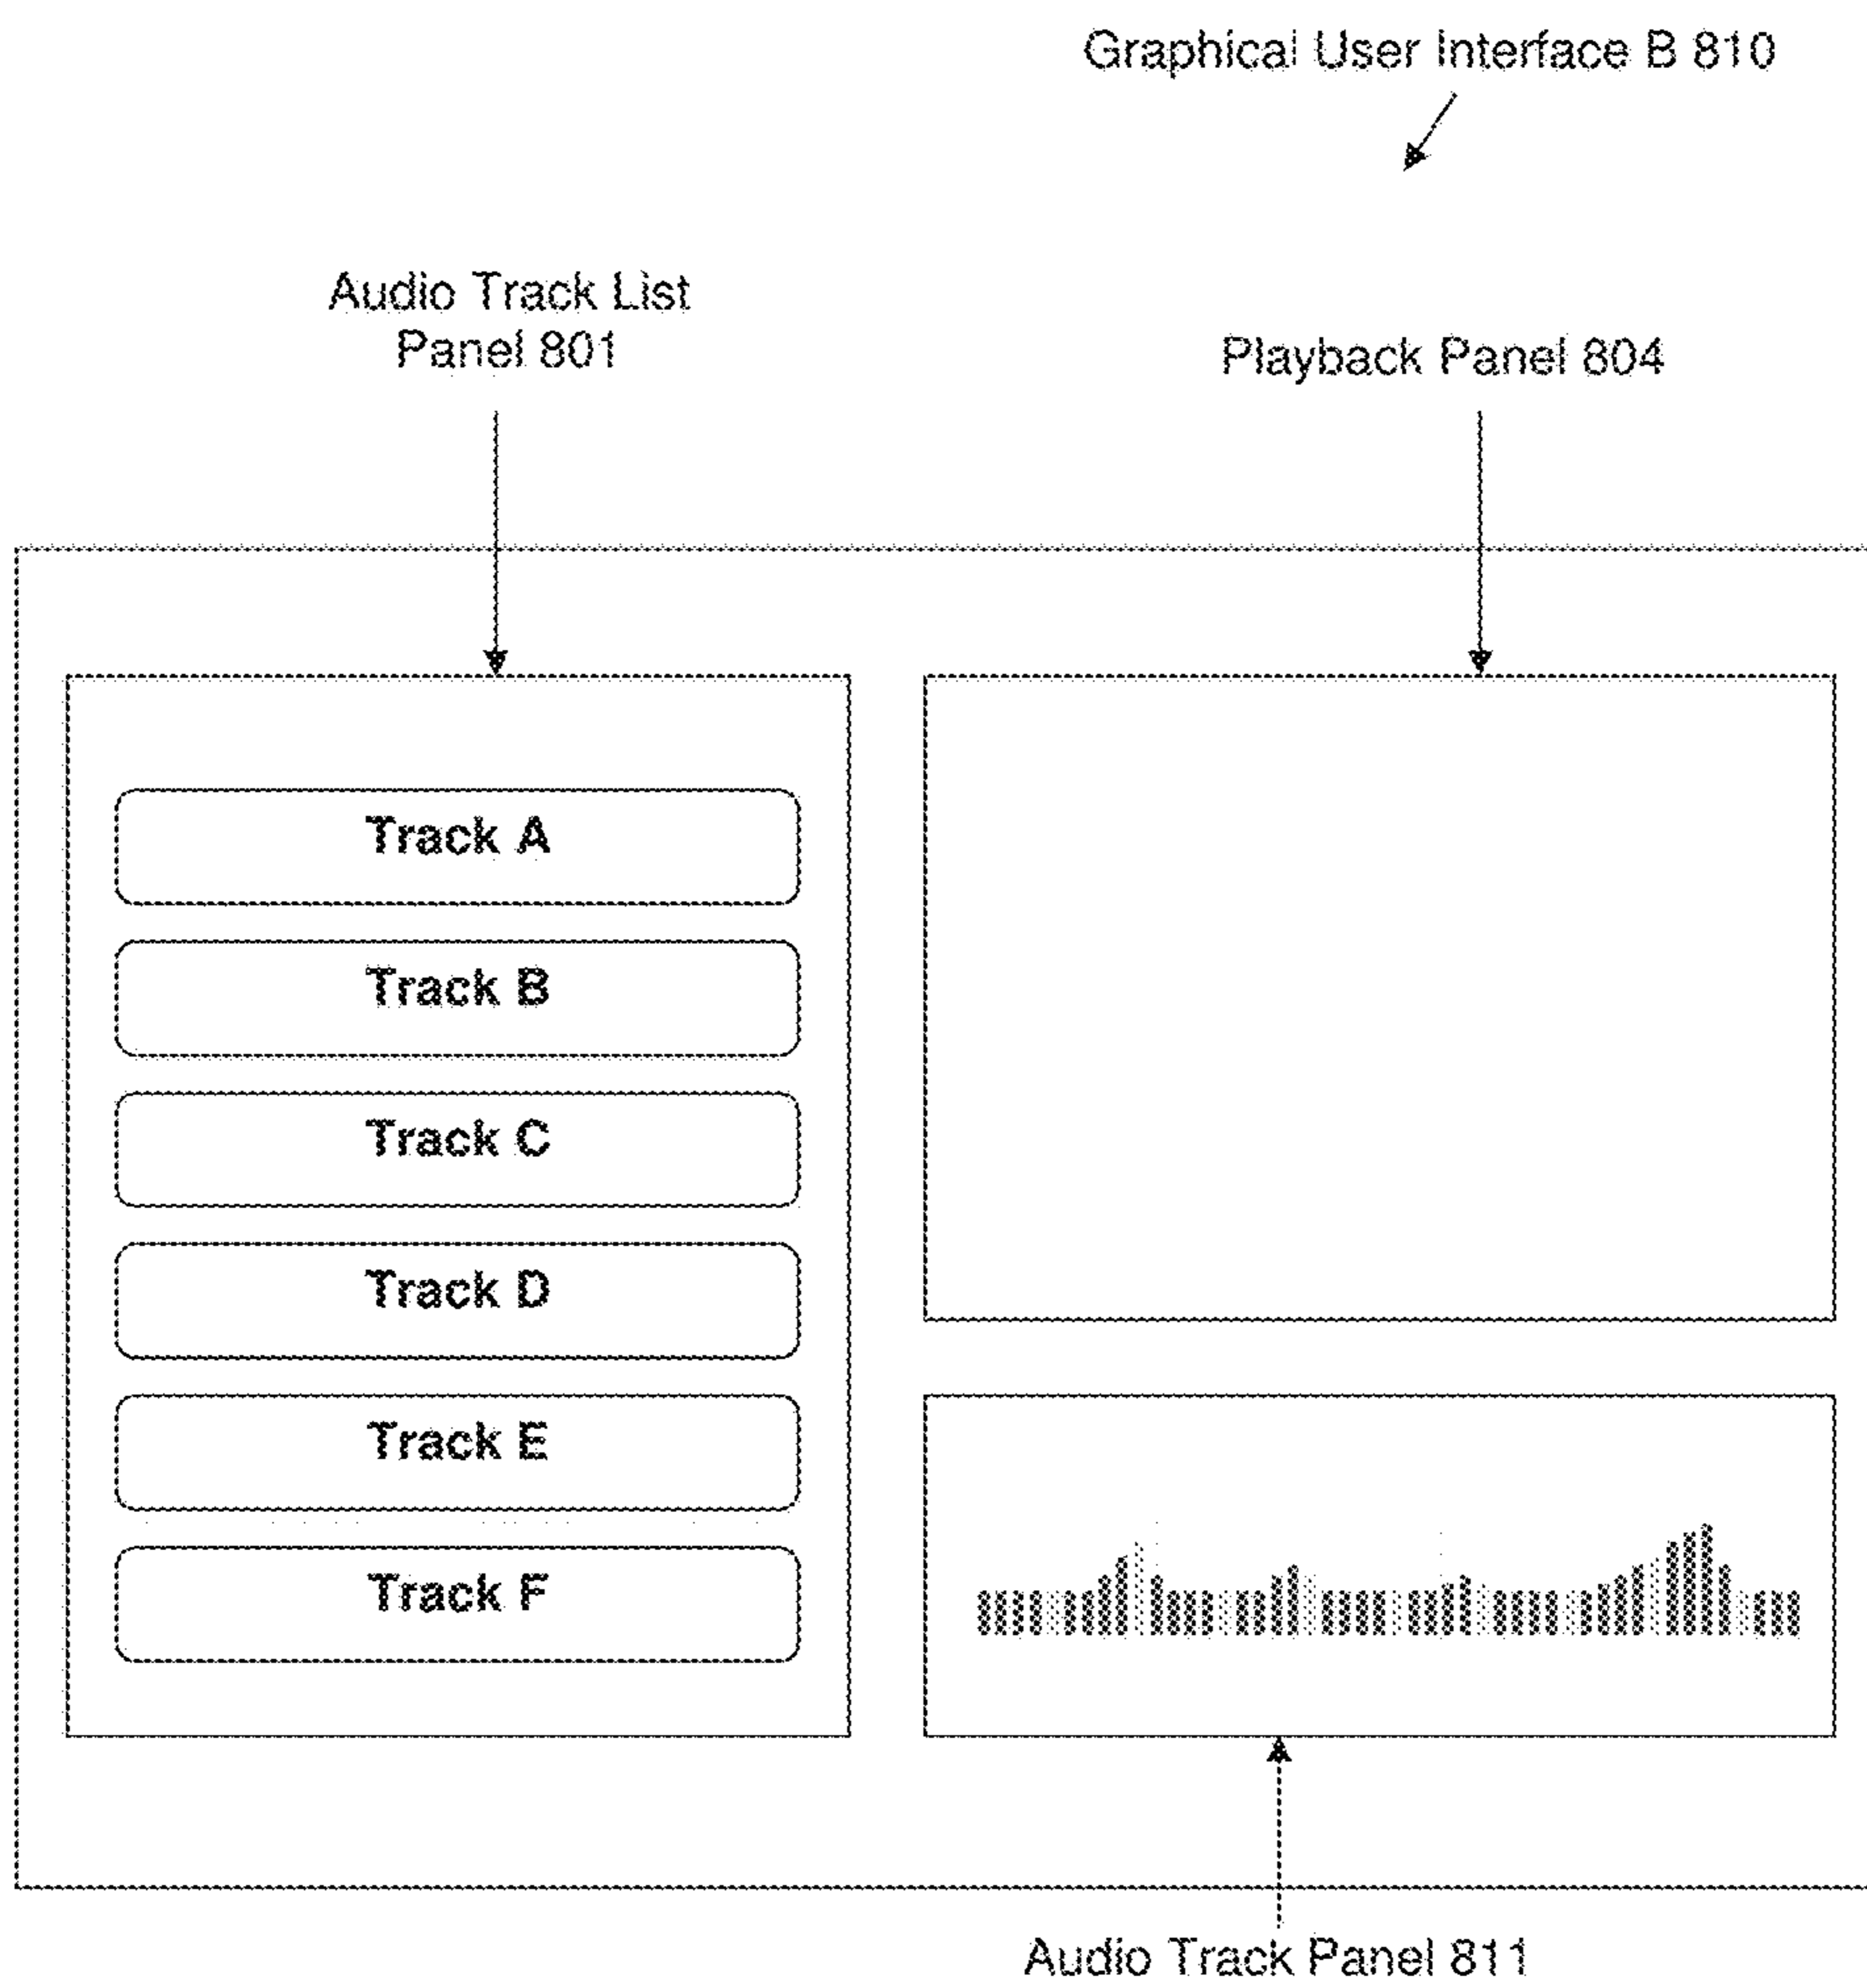 Graphical User Interface B 810
Audio Track List
Panel 801
Playback Panel 804
Track A
Track B
Track C
Track D
Track E
Track F
Audio Track Panel 811